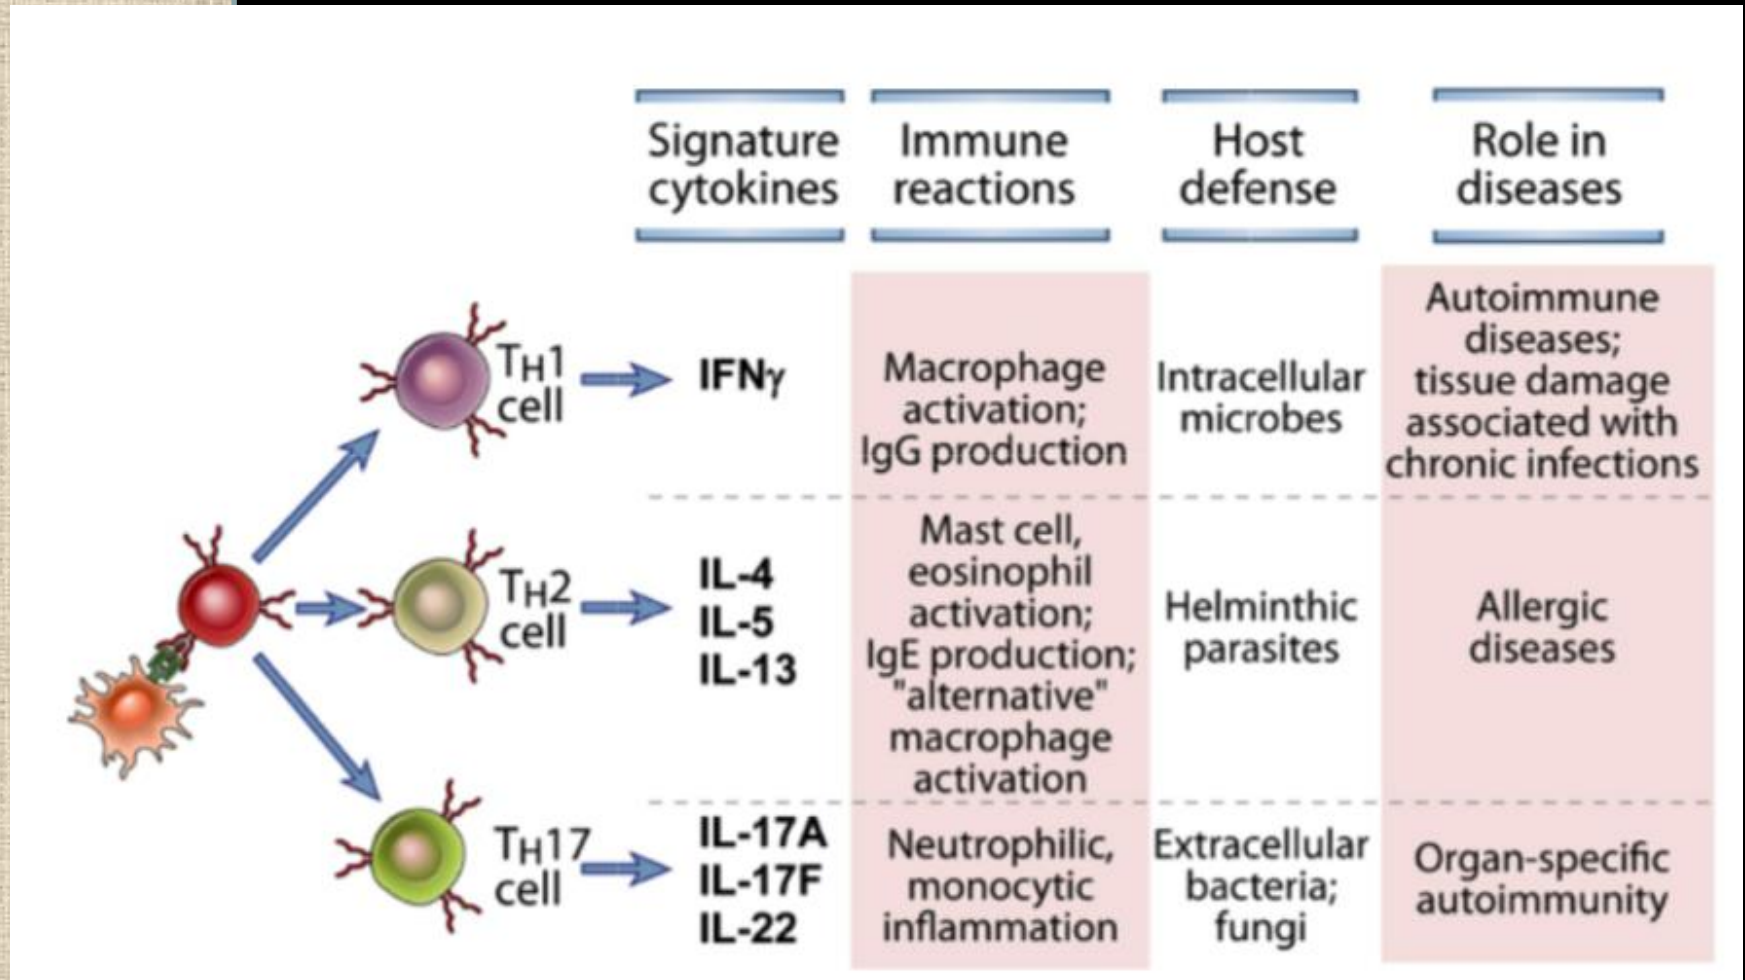 Signature
cytokines
Immune
reactions
Host
defense
Role in
diseases
TH1
cell
IFNγ
Macrophage
activation;
IgG production
Intracellular
microbes
Autoimmune
diseases;
tissue damage
associated with
chronic infections
TH2
cell
IL-4
IL-5
IL-13
Mast cell,
eosinophil
activation;
IgE production;
"alternative"
macrophage
activation
Helminthic
parasites
Allergic
diseases
TH17
cell
IL-17A
IL-17F
IL-22
Neutrophilic,
monocytic
inflammation
Extracellular
bacteria;
fungi
Organ-specific
autoimmunity